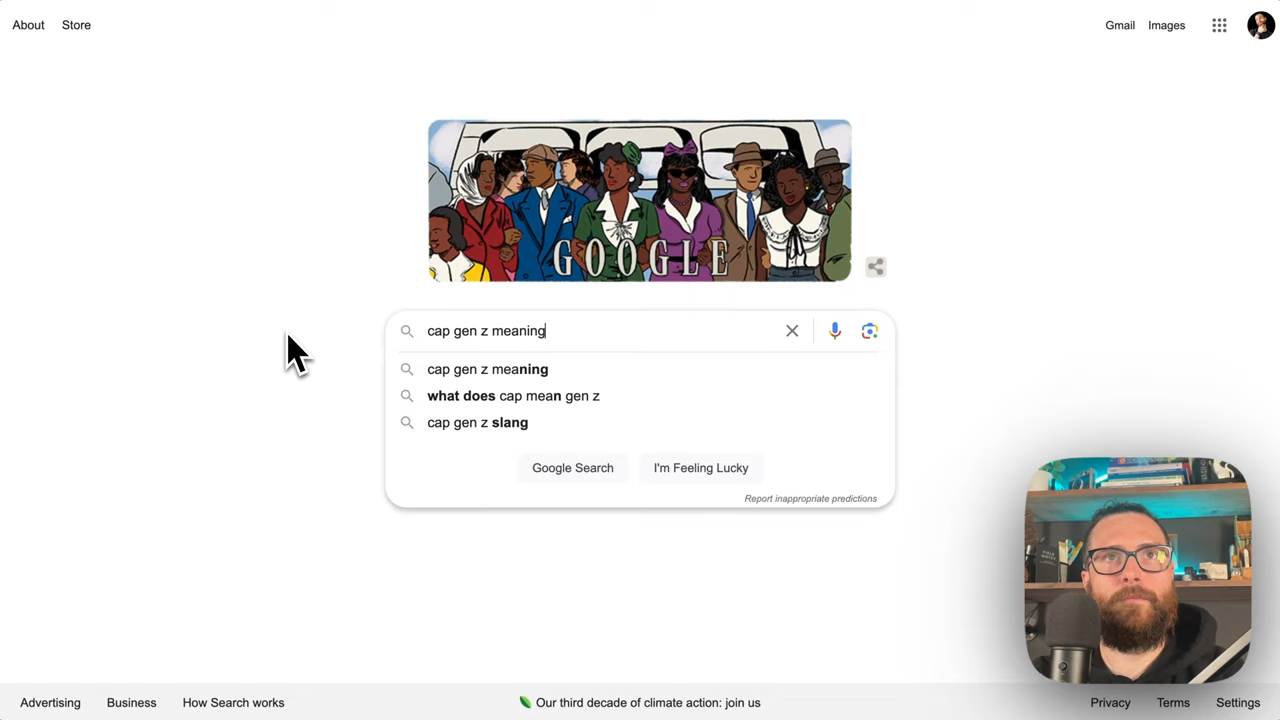 About Store
Gmail Images
GOOGLE
cap gen z meaning
cap gen z meaning
what does cap mean gen z
cap gen z slang
Google Search I'm Feeling Lucky
Report inappropriate predictions
Advertising Business How Search works
Our third decade of climate action: join us
Privacy Terms Settings